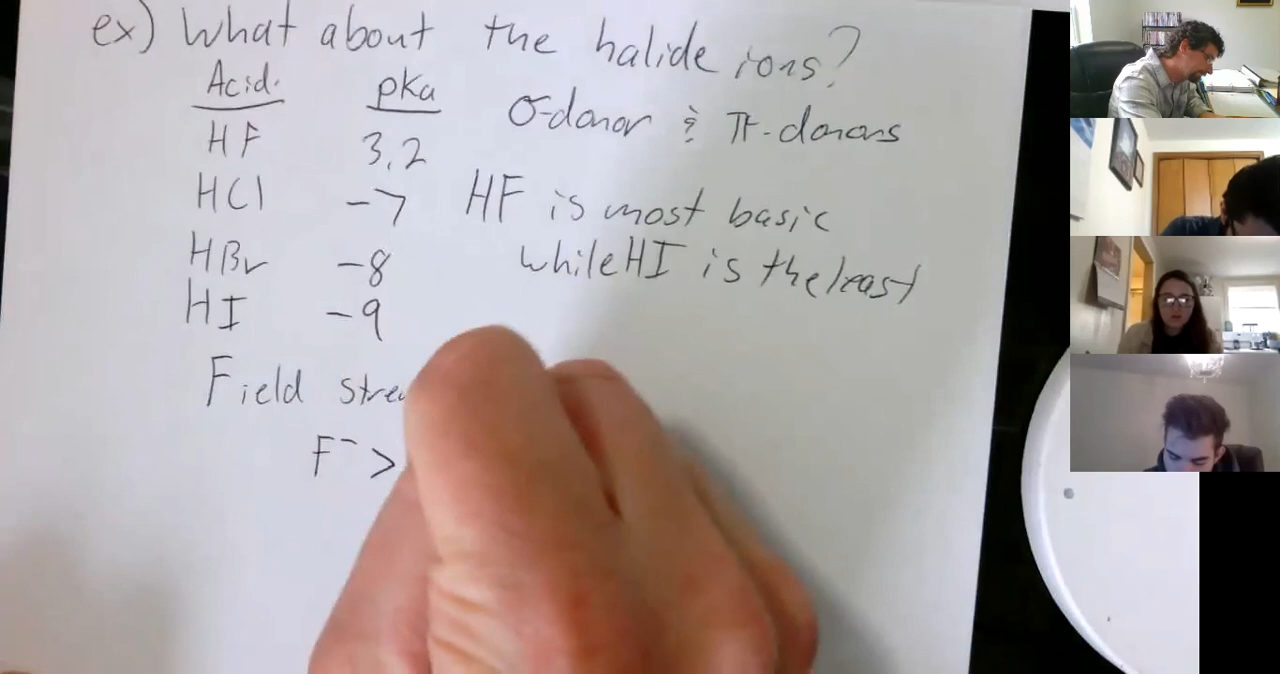 ex) What about the halide ions?
Acid. pKa
σ-donor & π-donors
HF 3.2
HCl -7 HF is most basic
HBr -8 while HI is the least
HI -9
Field
F⁻ >